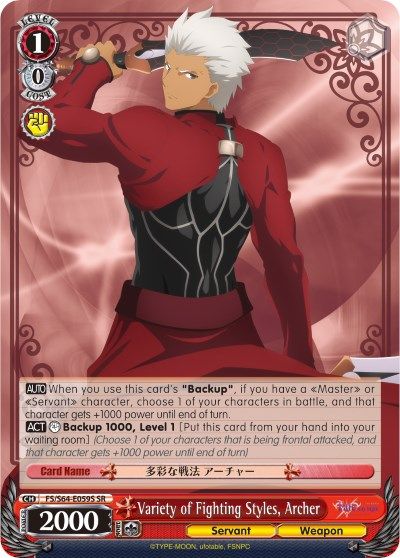 LEVEL
1
0
COST
AUTO When you use this card's "Backup", if you have a «Master» or
«Servant» character, choose 1 of your characters in battle, and that
character gets +1000 power until end of turn.
ACT Backup 1000, Level 1 [Put this card from your hand into your
waiting room] (Choose 1 of your characters that is being frontal attacked, and
that character gets +1000 power until end of turn)
Card Name 多彩な戦法 アーチャー
CH FS/S64-E059S SR
POWER 2000
Variety of Fighting Styles, Archer
Servant Weapon
©TYPE-MOON, ufotable, FSNPC